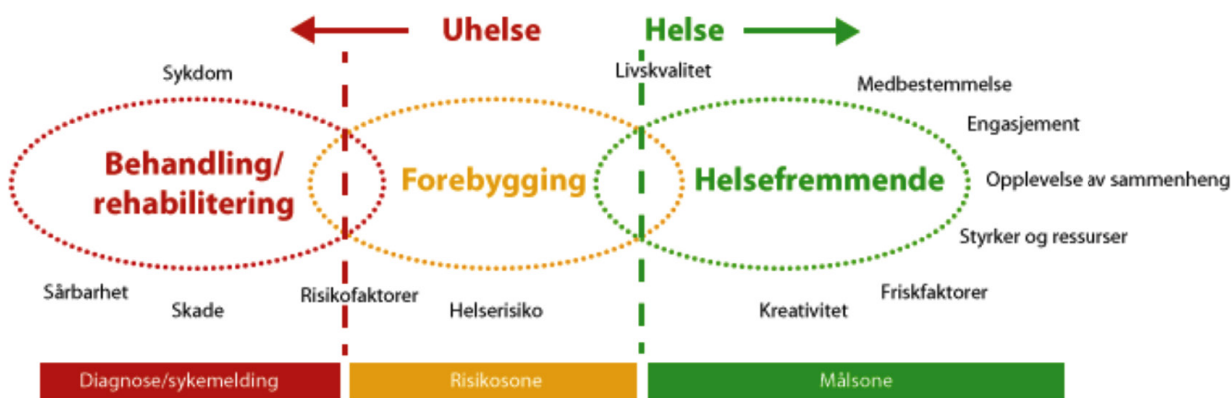 Uhelse
Helse
Sykdom
Livskvalitet
Medbestemmelse
Engasjement
Behandling/
rehabilitering
Forebygging
Helsefremmende
Opplevelse av sammenheng
Styrker og ressurser
Sårbarhet
Skade
Risikofaktorer
Helserisiko
Kreativitet
Friskfaktorer
Diagnose/sykemelding
Risikosone
Målsone